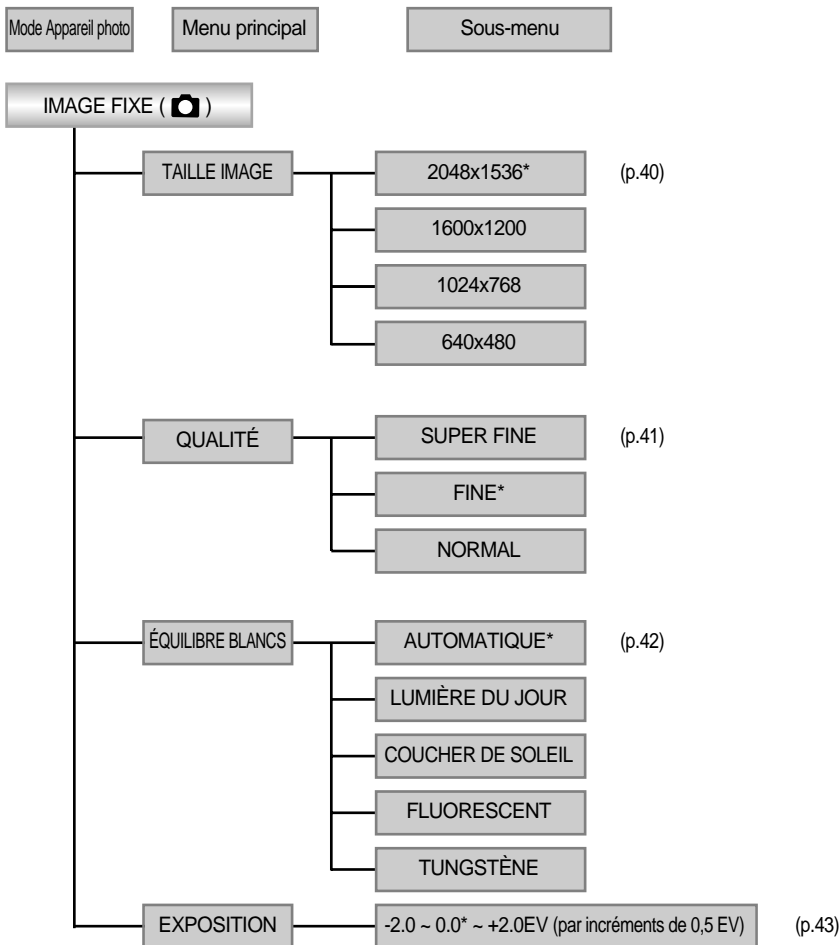 Mode Appareil photo Menu principal Sous-menu
IMAGE FIXE ( )
TAILLE IMAGE 2048x1536* (p.40)
1600x1200
1024x768
640x480
QUALITÉ SUPER FINE (p.41)
FINE*
NORMAL
ÉQUILIBRE BLANCS AUTOMATIQUE* (p.42)
LUMIÈRE DU JOUR
COUCHER DE SOLEIL
FLUORESCENT
TUNGSTÈNE
EXPOSITION -2.0 ~ 0.0* ~ +2.0EV (par incréments de 0,5 EV) (p.43)